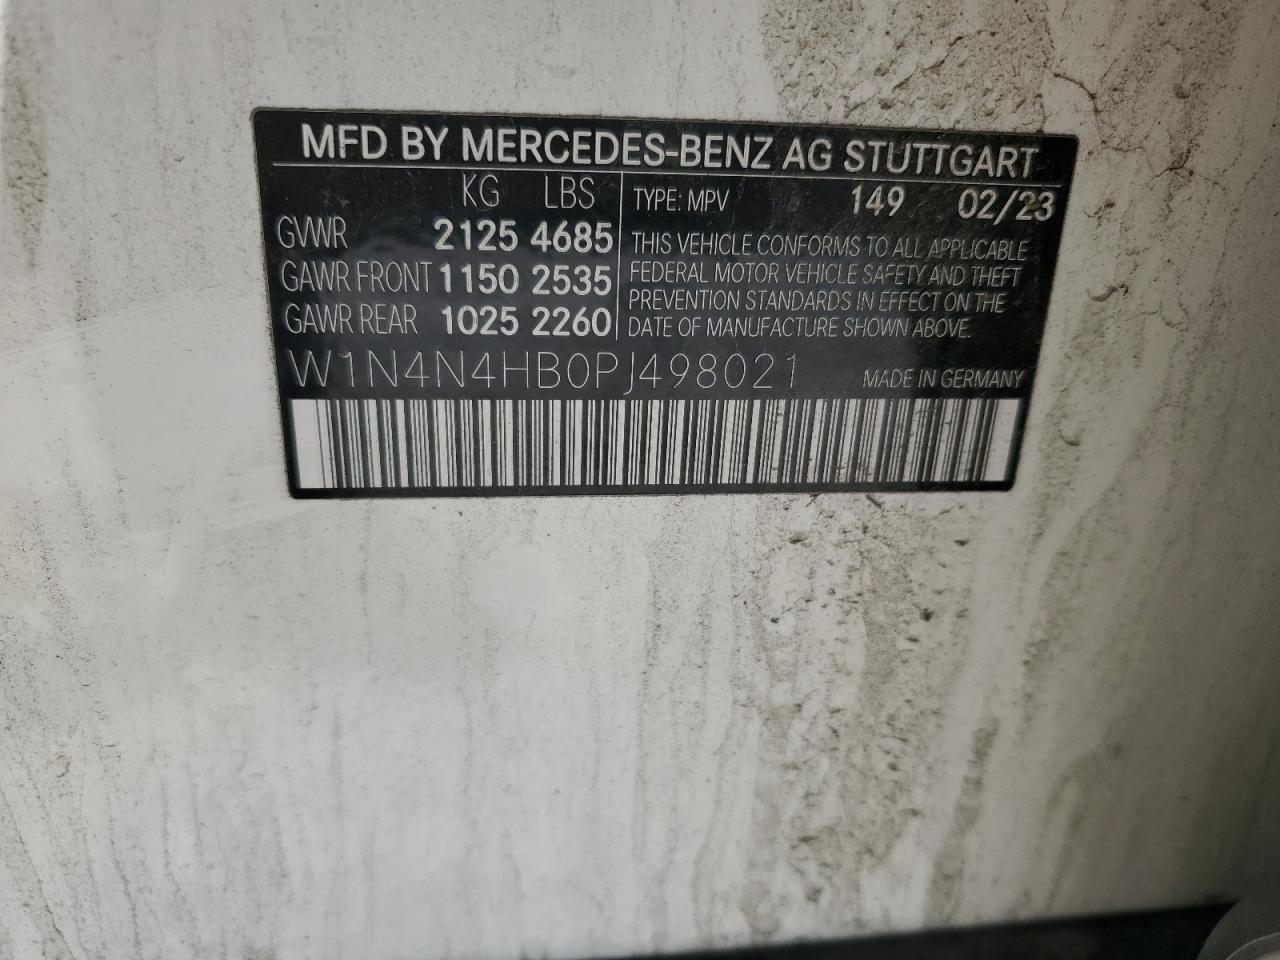 MFD BY MERCEDES-BENZ AG STUTTGART
KG LBS
GVWR 2125 4685
GAWR FRONT 1150 2535
GAWR REAR 1025 2260
TYPE: MPV 149 02/23
THIS VEHICLE CONFORMS TO ALL APPLICABLE
FEDERAL MOTOR VEHICLE SAFETY AND THEFT
PREVENTION STANDARDS IN EFFECT ON THE
DATE OF MANUFACTURE SHOWN ABOVE.
W1N4N4HB0PJ498021 MADE IN GERMANY